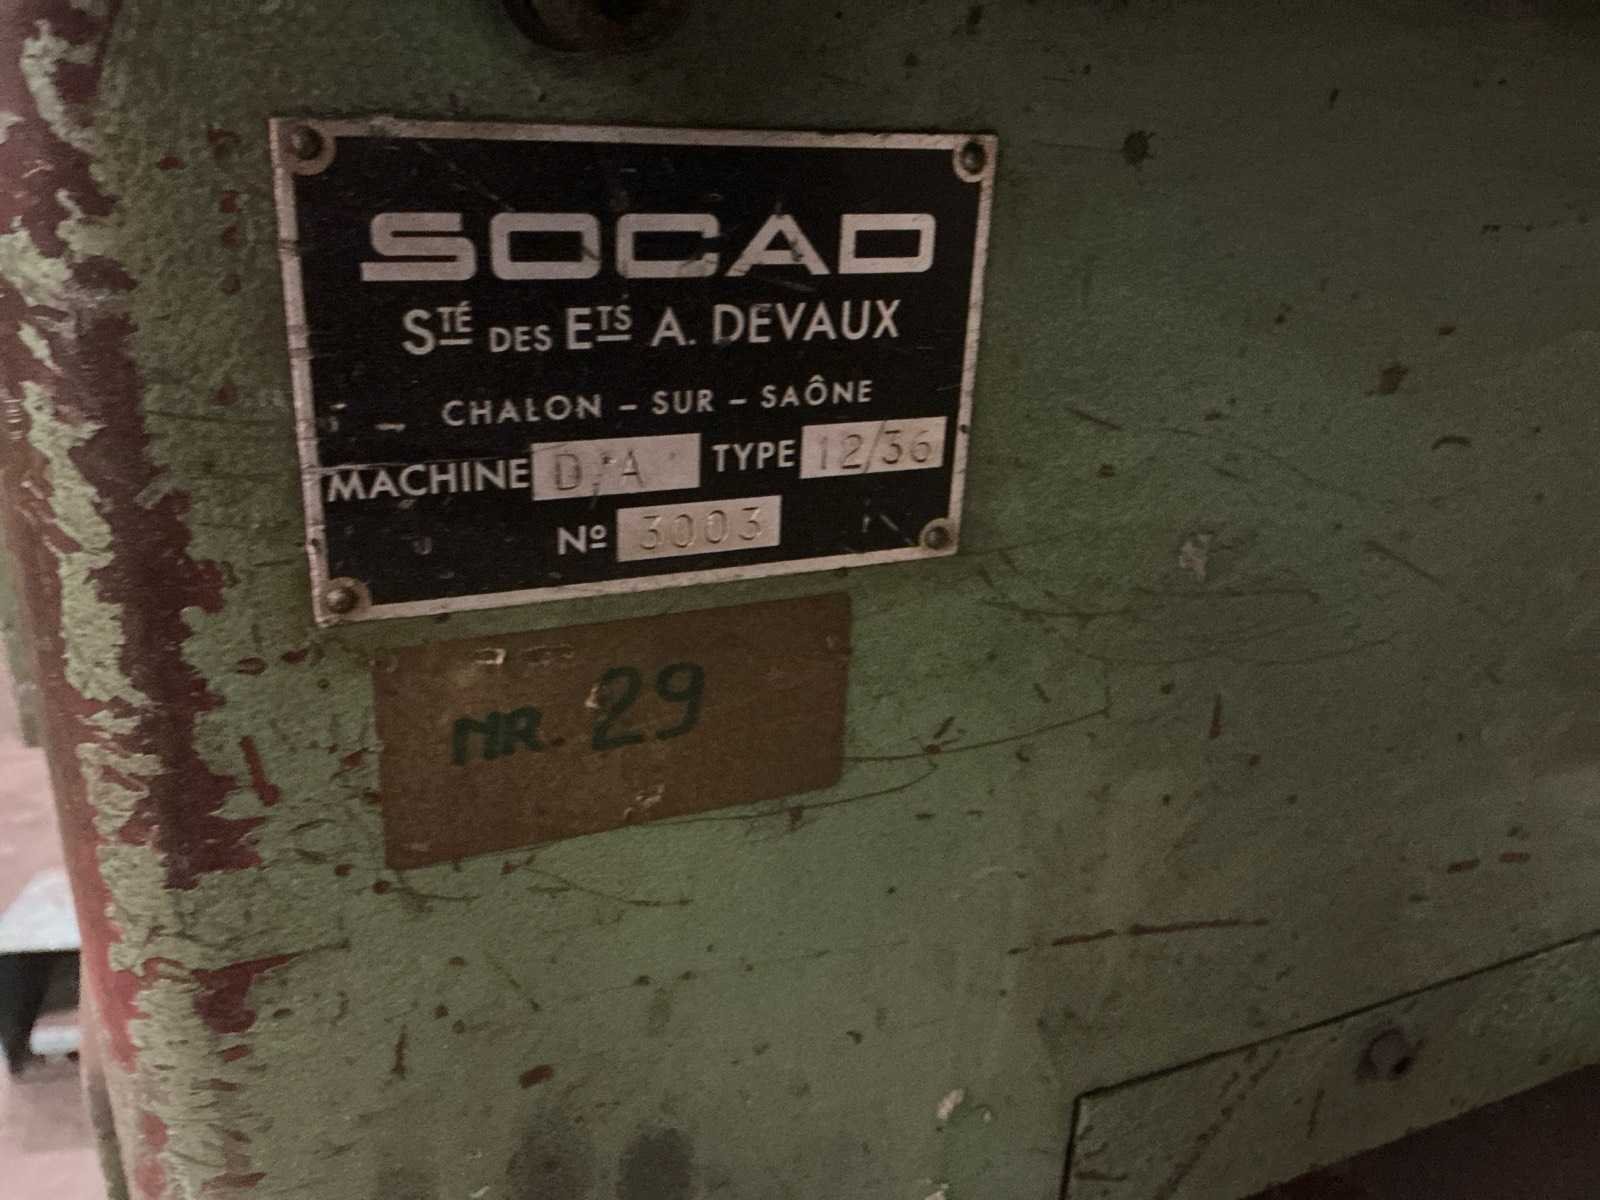 SOCAD
STÉ DES ETS A. DEVAUX
CHALON - SUR - SAÔNE
MACHINE D.A TYPE 12/36
Nº 3003
NR. 29